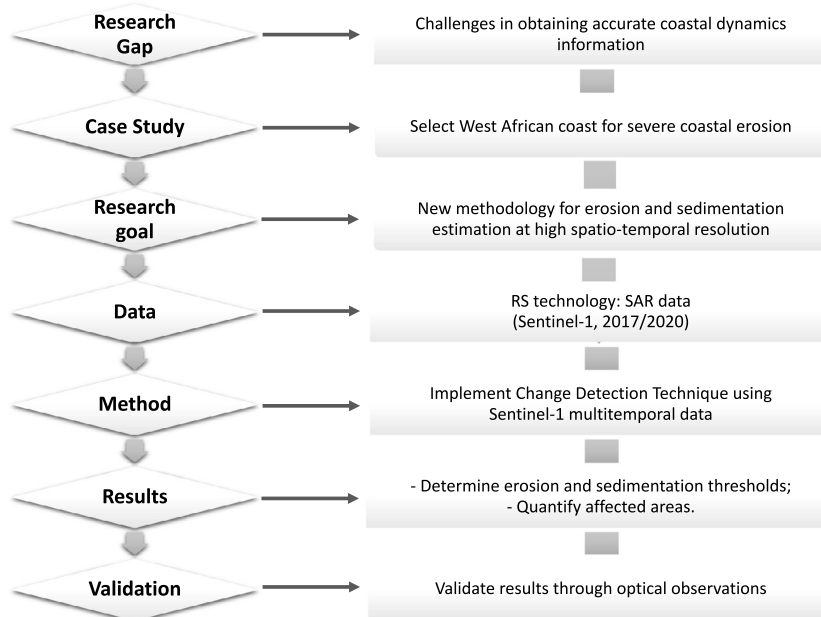 Research
Gap
Challenges in obtaining accurate coastal dynamics
information
Case Study
Select West African coast for severe coastal erosion
Research
goal
New methodology for erosion and sedimentation
estimation at high spatio-temporal resolution
Data
RS technology: SAR data
(Sentinel-1, 2017/2020)
Method
Implement Change Detection Technique using
Sentinel-1 multitemporal data
Results
- Determine erosion and sedimentation thresholds;
- Quantify affected areas.
Validation
Validate results through optical observations